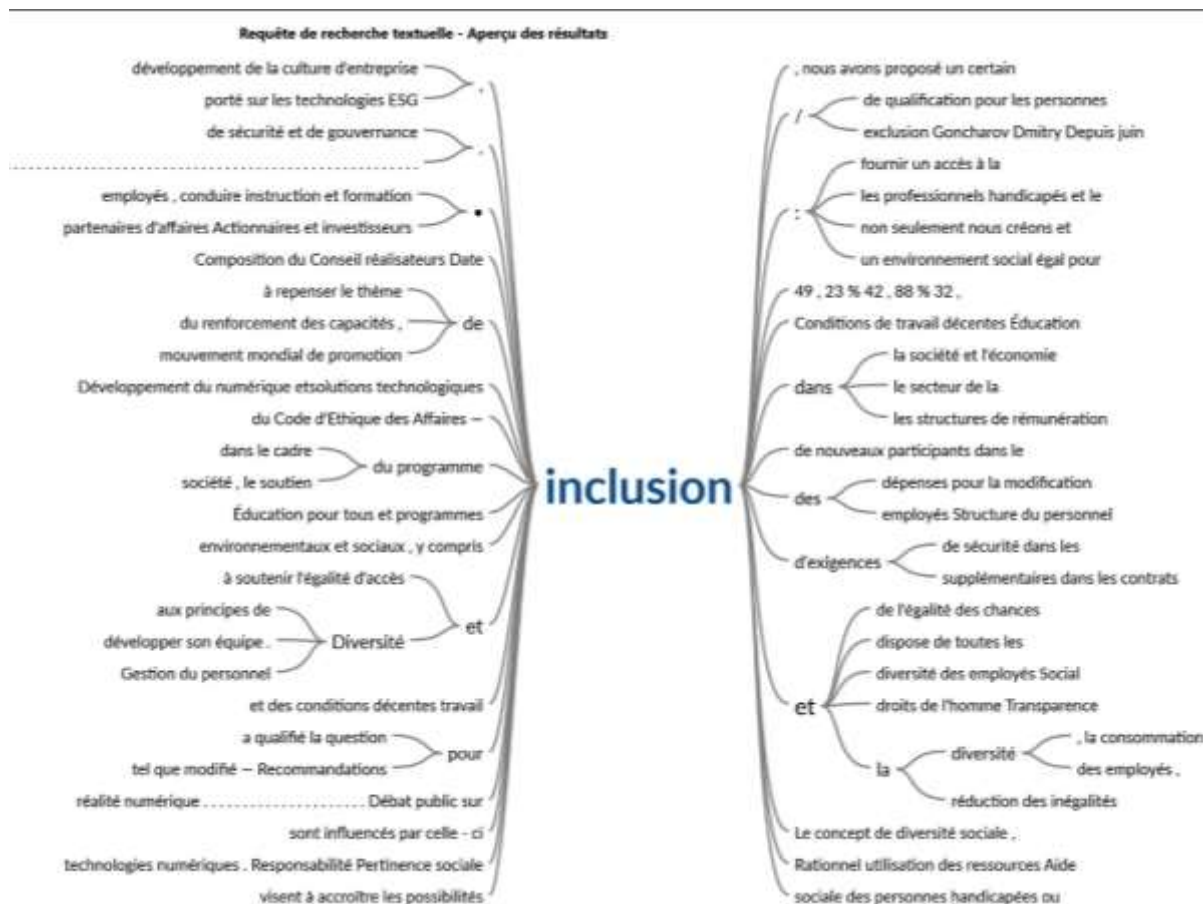 Requête de recherche textuelle - Aperçu des résultats
développement de la culture d'entreprise
porté sur les technologies ESG
,
de sécurité et de gouvernance
.
employés , conduire instruction et formation
partenaires d'affaires Actionnaires et investisseurs
•
Composition du Conseil réalisateurs Date
à repenser le thème
du renforcement des capacités ,
mouvement mondial de promotion
de
Développement du numérique etsolutions technologiques
du Code d'Ethique des Affaires –
dans le cadre
société , le soutien
du programme
Éducation pour tous et programmes
environnementaux et sociaux , y compris
à soutenir l'égalité d'accès
aux principes de
développer son équipe .
Gestion du personnel
Diversité
et
et des conditions décentes travail
a qualifié la question
tel que modifié – Recommandations
pour
réalité numérique
Débat public sur
sont influencés par celle - ci
technologies numériques . Responsabilité Pertinence sociale
visent à accroître les possibilités
inclusion
, nous avons proposé un certain
/
de qualification pour les personnes
exclusion Goncharov Dmitry Depuis juin
:
fournir un accès à la
les professionnels handicapés et le
non seulement nous créons et
un environnement social égal pour
49 , 23 % 42 , 88 % 32 ,
Conditions de travail décentes Éducation
dans
la société et l'économie
le secteur de la
les structures de rémunération
de nouveaux participants dans le
des
dépenses pour la modification
employés Structure du personnel
d'exigences
de sécurité dans les
supplémentaires dans les contrats
et
de l'égalité des chances
dispose de toutes les
diversité des employés Social
droits de l'homme Transparence
la
diversité
, la consommation
des employés ,
réduction des inégalités
Le concept de diversité sociale ,
Rationnel utilisation des ressources Aide
sociale des personnes handicapées ou